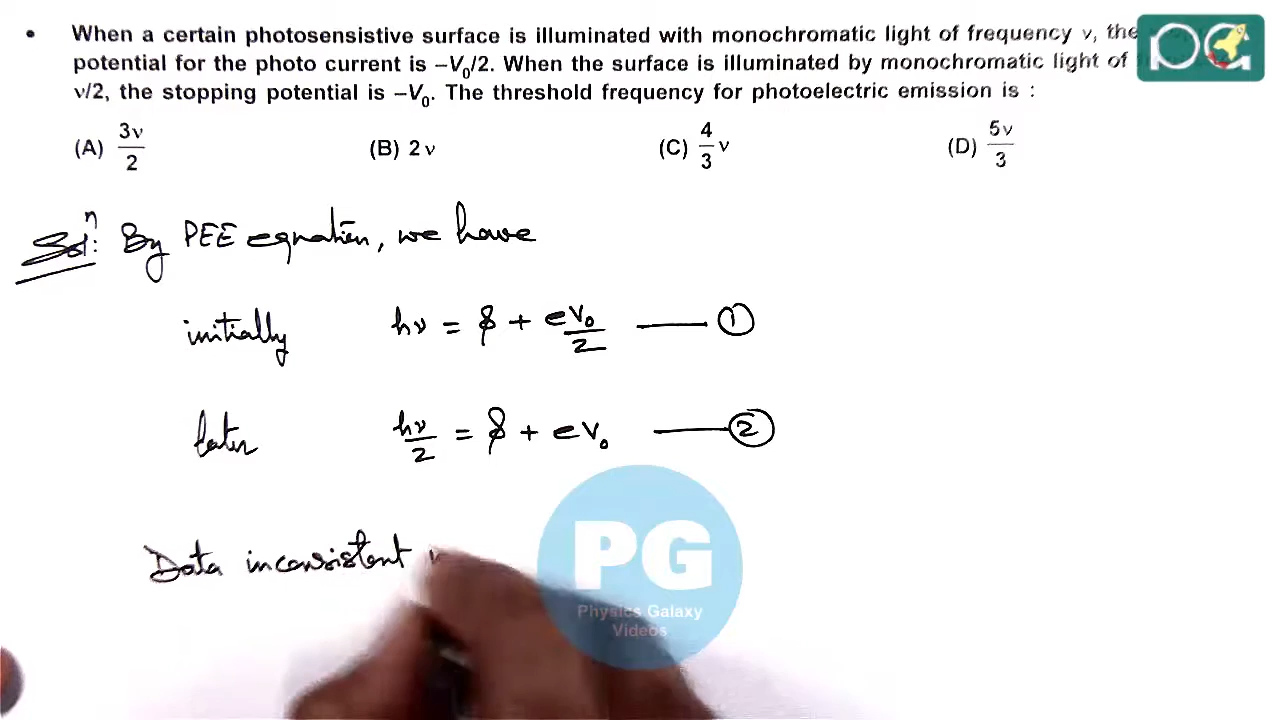 • When a certain photosensistive surface is illuminated with monochromatic light of frequency ν, the
potential for the photo current is –V₀/2. When the surface is illuminated by monochromatic light of
ν/2, the stopping potential is –V₀. The threshold frequency for photoelectric emission is :
(A) 3ν/2 (B) 2 ν (C) 4/3 ν (D) 5ν/3
Solⁿ: By PEE equation, we have
initially hν = ϕ + eV₀/2 —— ①
later hν/2 = ϕ + eV₀ —— ②
Data inconsistent
PG
Physics Galaxy
Videos